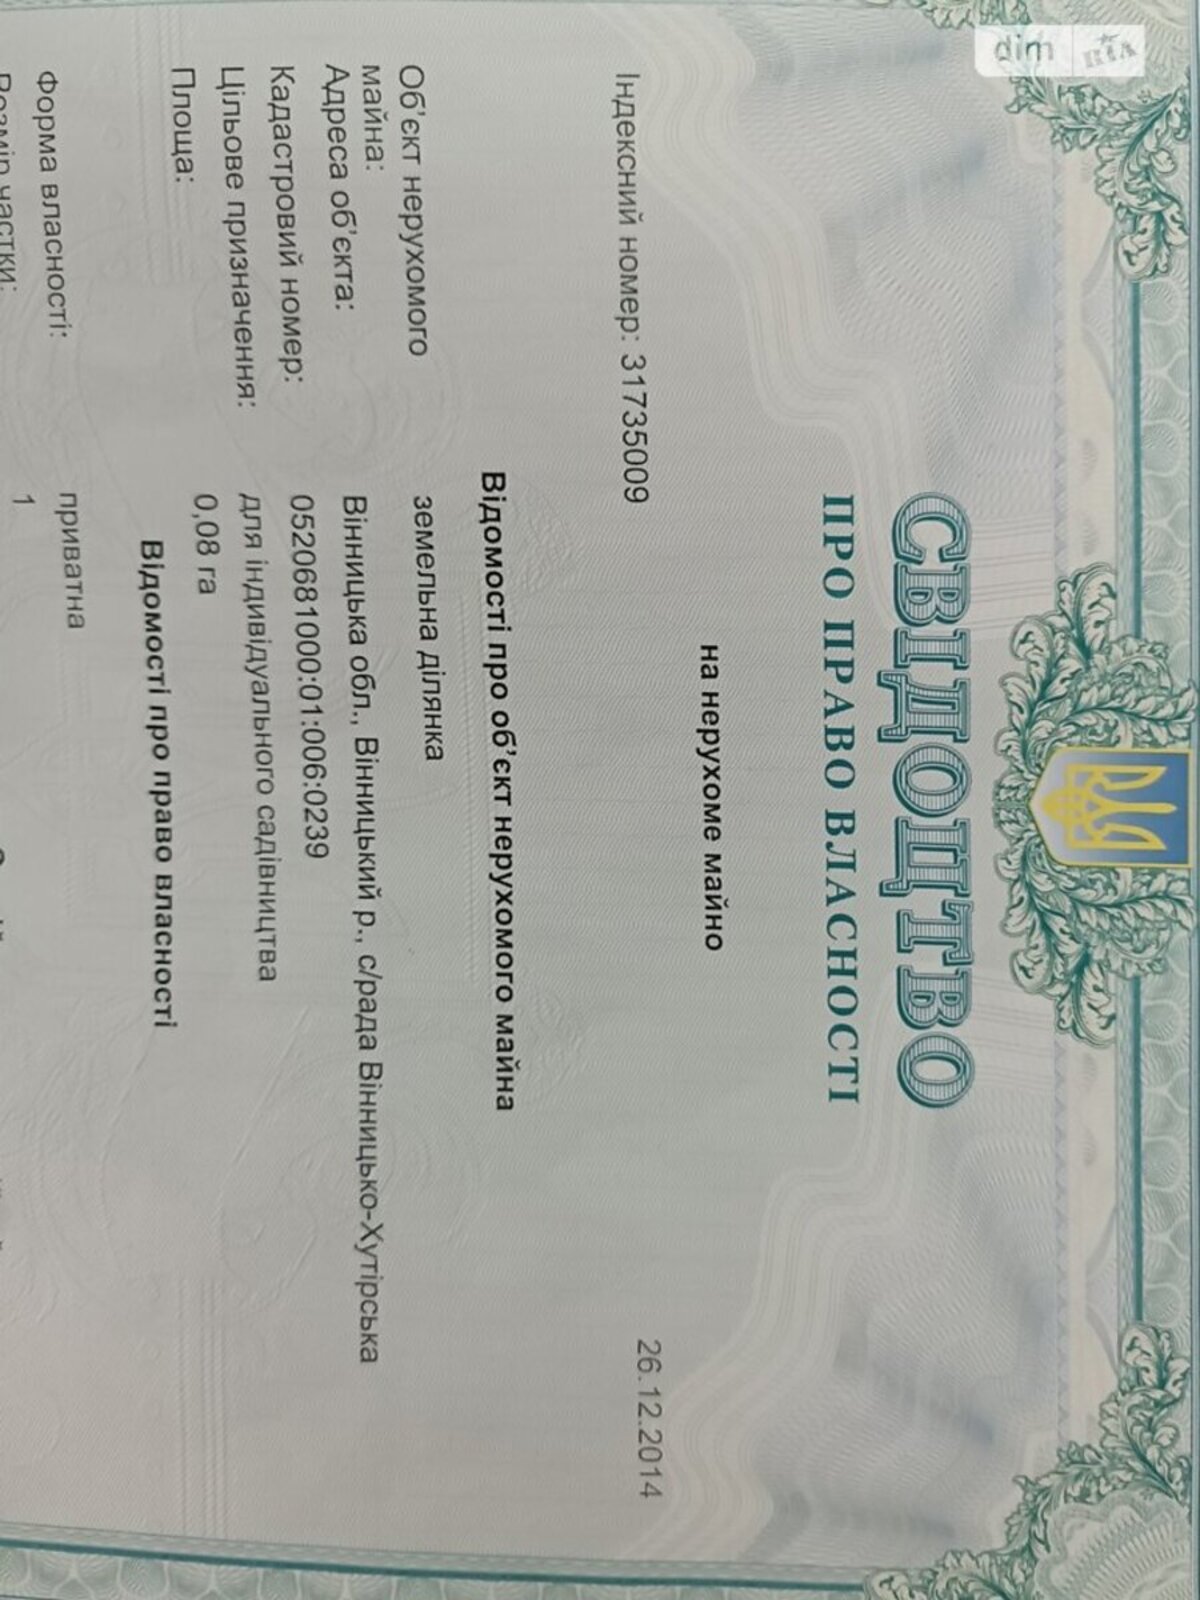 dim RIA
СВІДОЦТВО
ПРО ПРАВО ВЛАСНОСТІ
на нерухоме майно
Індексний номер: 31735009 26.12.2014
Відомості про об'єкт нерухомого майна
Об'єкт нерухомого земельна ділянка
майна:
Адреса об'єкта: Вінницька обл., Вінницький р., с/рада Вінницько-Хутірська
Кадастровий номер: 0520681000:01:006:0239
Цільове призначення: для індивідуального садівництва
Площа: 0,08 га
Відомості про право власності
Форма власності: приватна
Розмір частки: 1